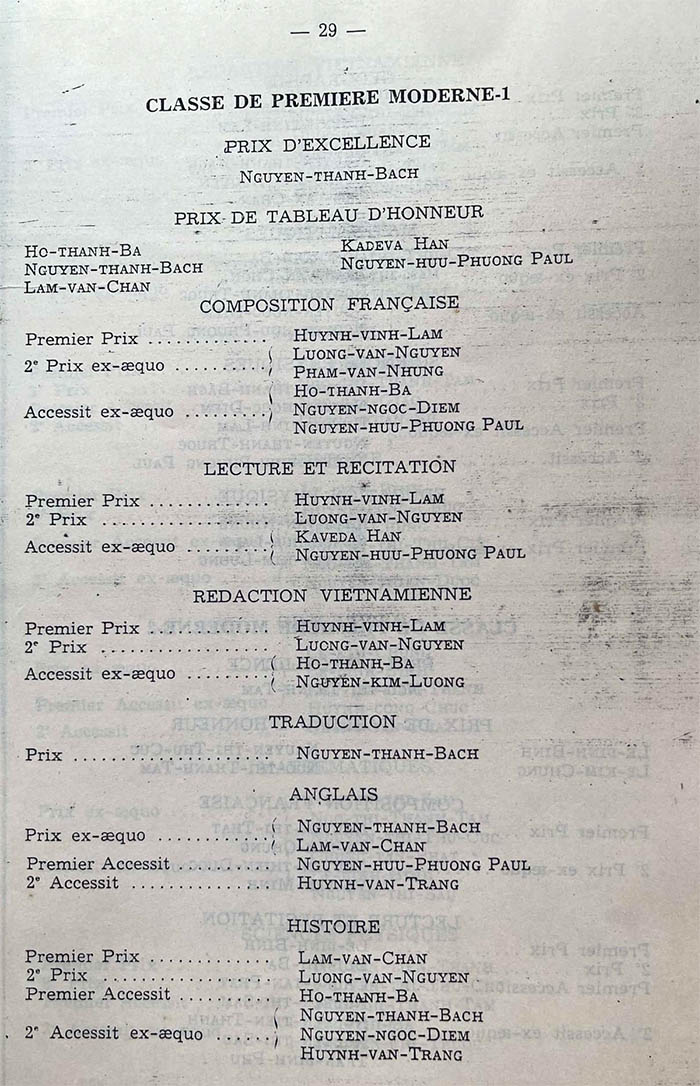 — 29 —
CLASSE DE PREMIERE MODERNE-1
PRIX D'EXCELLENCE
NGUYEN-THANH-BACH
PRIX DE TABLEAU D'HONNEUR
HO-THANH-BA KADEVA HAN
NGUYEN-THANH-BACH NGUYEN-HUU-PHUONG PAUL
LAM-VAN-CHAN
COMPOSITION FRANÇAISE
Premier Prix ............ HUYNH-VINH-LAM
2e Prix ex-æquo ......... LUONG-VAN-NGUYEN
PHAM-VAN-NHUNG
HO-THANH-BA
Accessit ex-æquo ........ NGUYEN-NGOC-DIEM
NGUYEN-HUU-PHUONG PAUL
LECTURE ET RECITATION
Premier Prix ............ HUYNH-VINH-LAM
2e Prix ................. LUONG-VAN-NGUYEN
Accessit ex-æquo ........ KAVEDA HAN
NGUYEN-HUU-PHUONG PAUL
REDACTION VIETNAMIENNE
Premier Prix ............ HUYNH-VINH-LAM
2e Prix ................. LUONG-VAN-NGUYEN
Accessit ex-æquo ........ HO-THANH-BA
NGUYEN-KIM-LUONG
TRADUCTION
Prix .................... NGUYEN-THANH-BACH
ANGLAIS
Prix ex-æquo ............ NGUYEN-THANH-BACH
LAM-VAN-CHAN
Premier Accessit ........ NGUYEN-HUU-PHUONG PAUL
2e Accessit ............. HUYNH-VAN-TRANG
HISTOIRE
Premier Prix ............ LAM-VAN-CHAN
2e Prix ................. LUONG-VAN-NGUYEN
Premier Accessit ........ HO-THANH-BA
NGUYEN-THANH-BACH
2e Accessit ex-æquo ...... NGUYEN-NGOC-DIEM
HUYNH-VAN-TRANG